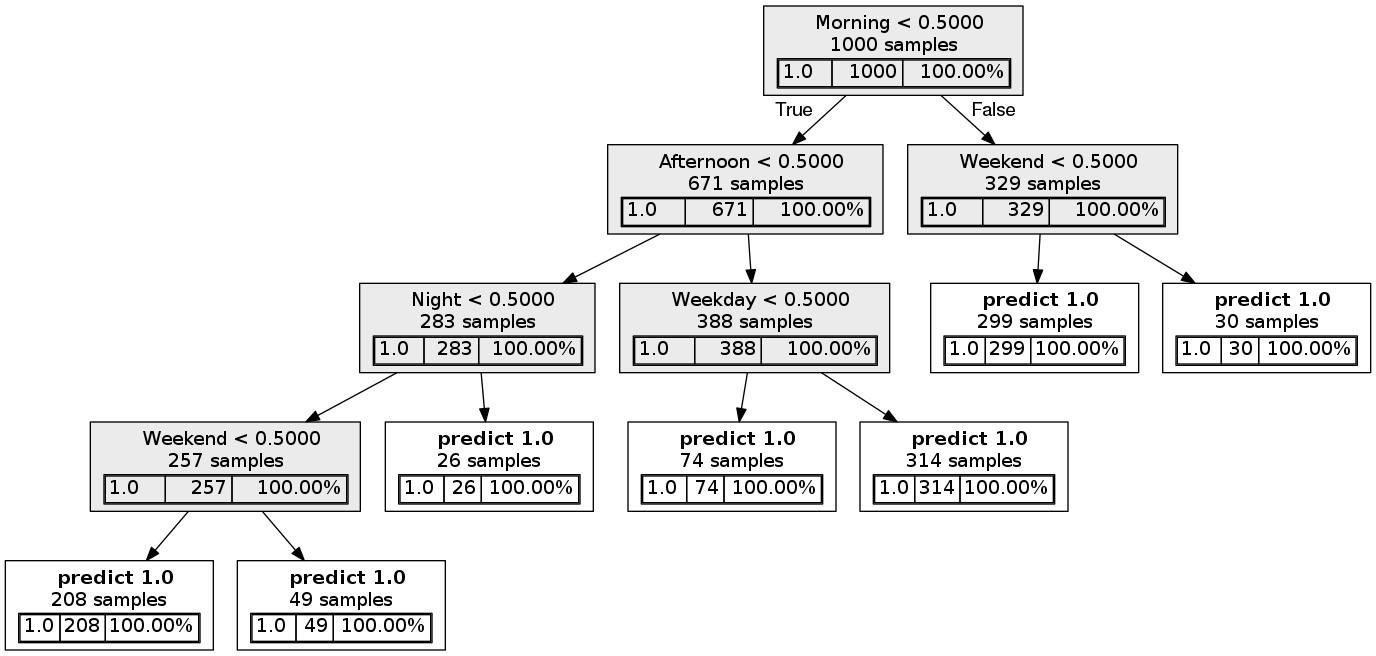 Morning < 0.5000
1000 samples
1.0 1000 100.00%
True False
Afternoon < 0.5000
671 samples
1.0 671 100.00%
Weekend < 0.5000
329 samples
1.0 329 100.00%
Night < 0.5000
283 samples
1.0 283 100.00%
Weekday < 0.5000
388 samples
1.0 388 100.00%
predict 1.0
299 samples
1.0 299 100.00%
predict 1.0
30 samples
1.0 30 100.00%
Weekend < 0.5000
257 samples
1.0 257 100.00%
predict 1.0
26 samples
1.0 26 100.00%
predict 1.0
74 samples
1.0 74 100.00%
predict 1.0
314 samples
1.0 314 100.00%
predict 1.0
208 samples
1.0 208 100.00%
predict 1.0
49 samples
1.0 49 100.00%